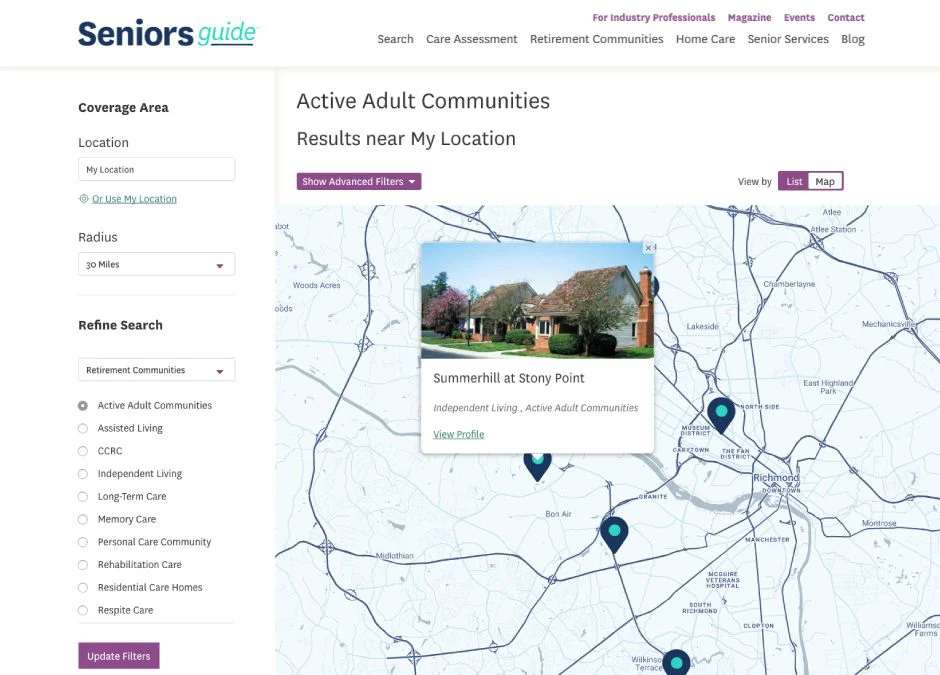 For Industry Professionals Magazine Events Contact
Seniors guide
Search Care Assessment Retirement Communities Home Care Senior Services Blog
Coverage Area
Location
My Location
Or Use My Location
Radius
30 Miles
Refine Search
Retirement Communities
Active Adult Communities
Assisted Living
CCRC
Independent Living
Long-Term Care
Memory Care
Personal Care Community
Rehabilitation Care
Residential Care Homes
Respite Care
Update Filters
Active Adult Communities
Results near My Location
Show Advanced Filters
View by List Map
Atlee
Atlee Station
Woods Acres
Chamberlayne
Lakeside
Mechanicsville
East Highland
Park
Summerhill at Stony Point
Independent Living , Active Adult Communities
View Profile
NORTH SIDE
MUSEUM
DISTRICT
CARYTOWN
THE FAN
DISTRICT
Richmond
DOWNTOWN
GRANITE
Bon Air
Montrose
MANCHESTER
Midlothian
MCGUIRE
VETERANS
HOSPITAL
SOUTH
RICHMOND
CLOPTON
Williamsb
Farms
Wilkinso
Terrace